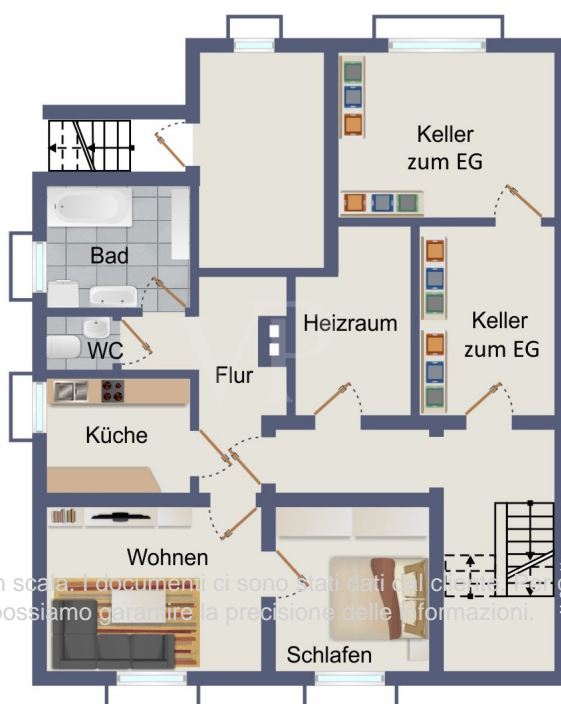 Keller
zum EG
Bad
Heizraum
Keller
zum EG
WC
Flur
Küche
Wohnen
n scala. I documenti ci sono stati dati dal cliente.
possiamo garantire la precisione delle informazioni.
Schlafen